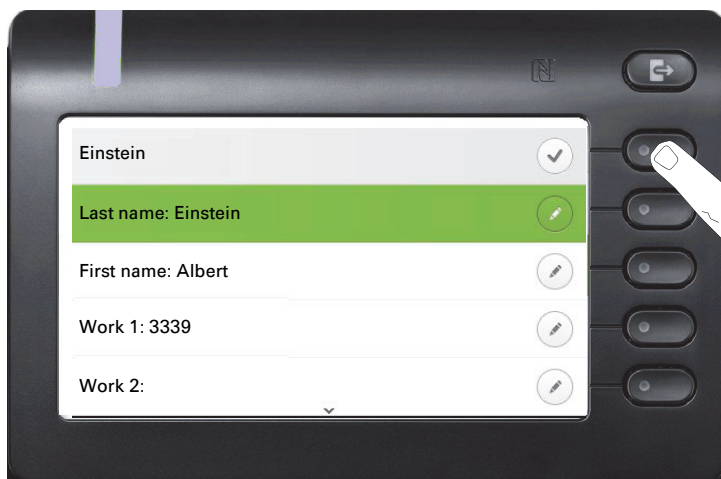 Einstein
Last name: Einstein
First name: Albert
Work 1: 3339
Work 2: